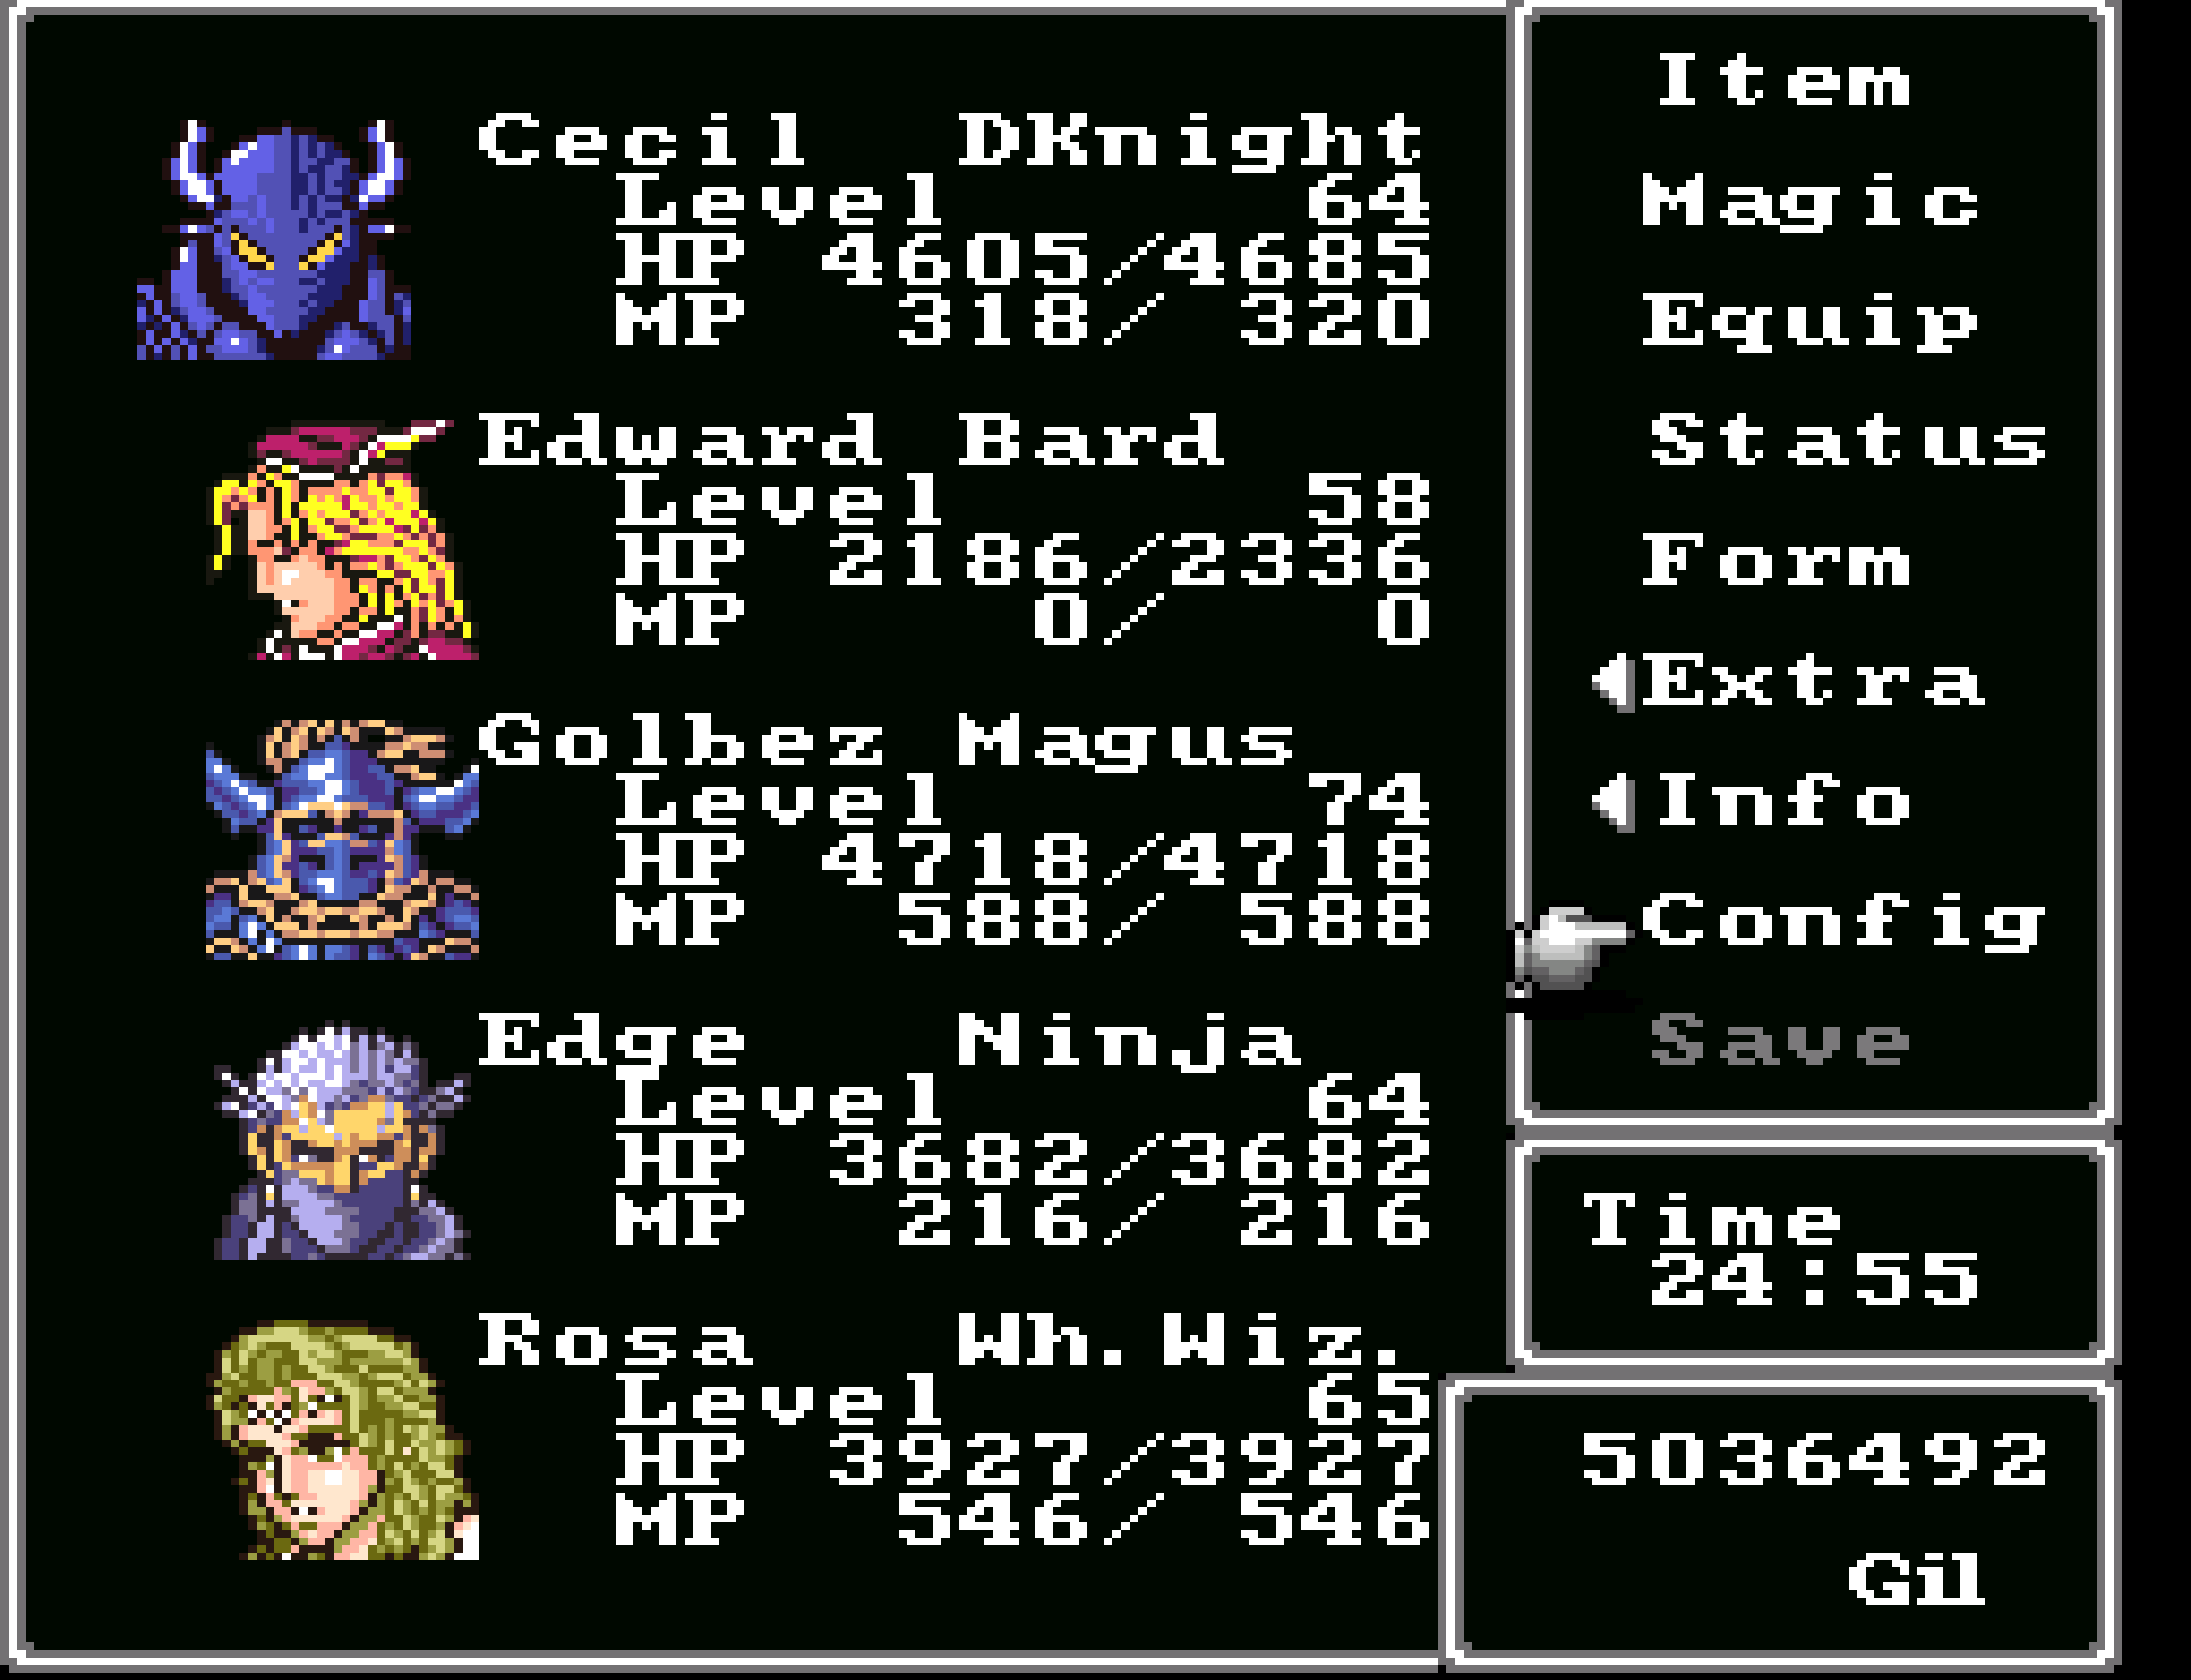 Cecil DKnight
Level 64
HP 4605/4685
MP 318/ 320
Edward Bard
Level 58
HP 2186/2336
MP 0/ 0
Golbez Magus
Level 74
HP 4718/4718
MP 588/ 588
Edge Ninja
Level 64
HP 3682/3682
MP 216/ 216
Rosa Wh.Wiz.
Level 65
HP 3927/3927
MP 546/ 546
Item
Magic
Equip
Status
Form
Extra
Info
Config
Save
Time
24:55
5036492
Gil